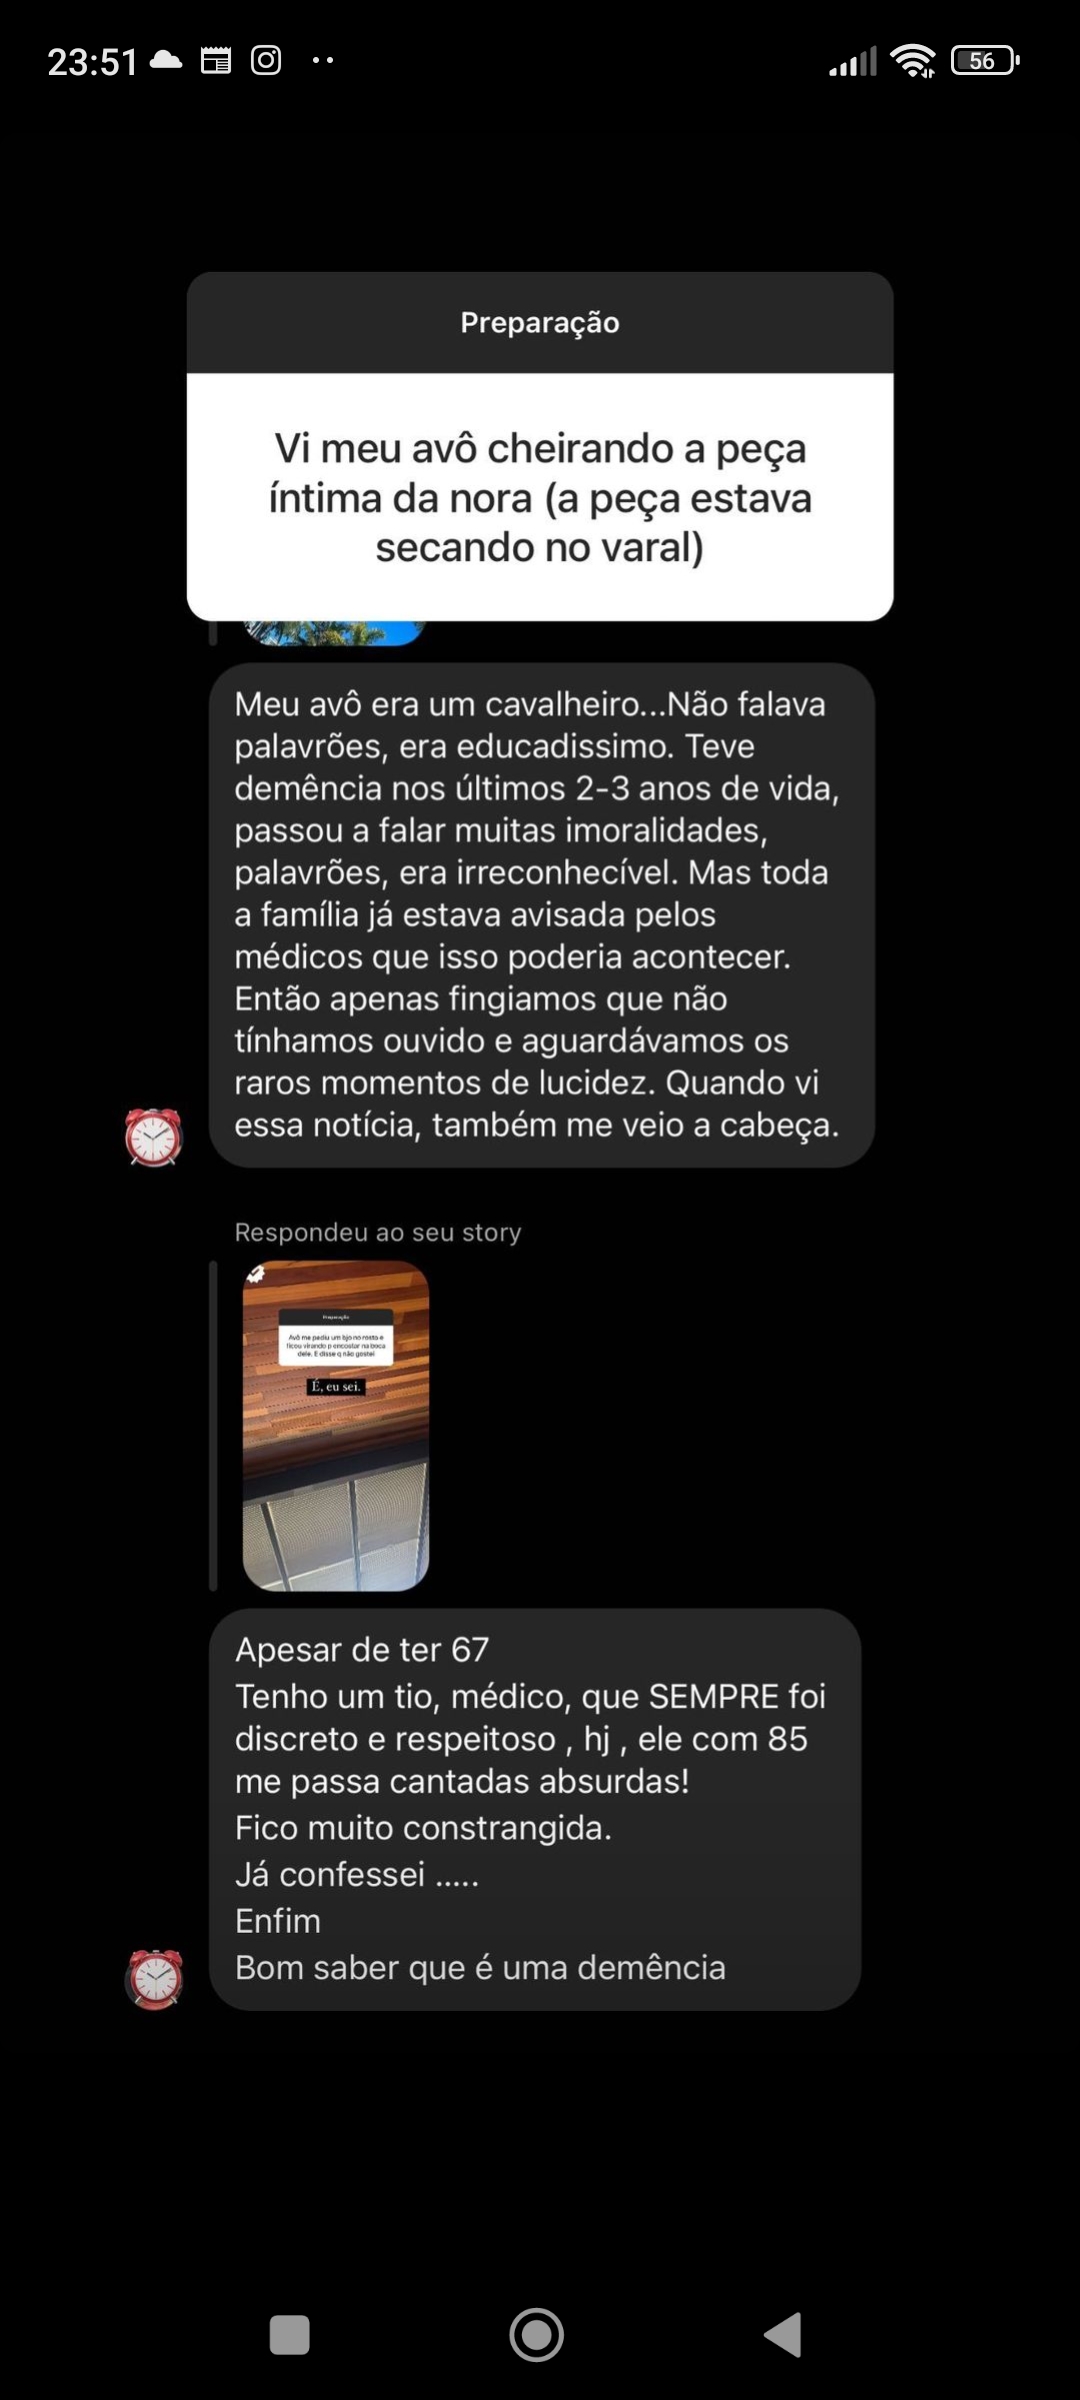 23:51
56
Preparação
Vi meu avô cheirando a peça
íntima da nora (a peça estava
secando no varal)
Meu avô era um cavalheiro...Não falava
palavrões, era educadissimo. Teve
demência nos últimos 2-3 anos de vida,
passou a falar muitas imoralidades,
palavrões, era irreconhecível. Mas toda
a família já estava avisada pelos
médicos que isso poderia acontecer.
Então apenas fingiamos que não
tínhamos ouvido e aguardávamos os
raros momentos de lucidez. Quando vi
essa notícia, também me veio a cabeça.
Respondeu ao seu story
Preparação
Avô me pediu um bjo no rosto e
ficou virando p encostar na boca
dele. E disse q não gostei
É, eu sei.
Apesar de ter 67
Tenho um tio, médico, que SEMPRE foi
discreto e respeitoso , hj , ele com 85
me passa cantadas absurdas!
Fico muito constrangida.
Já confessei .....
Enfim
Bom saber que é uma demência